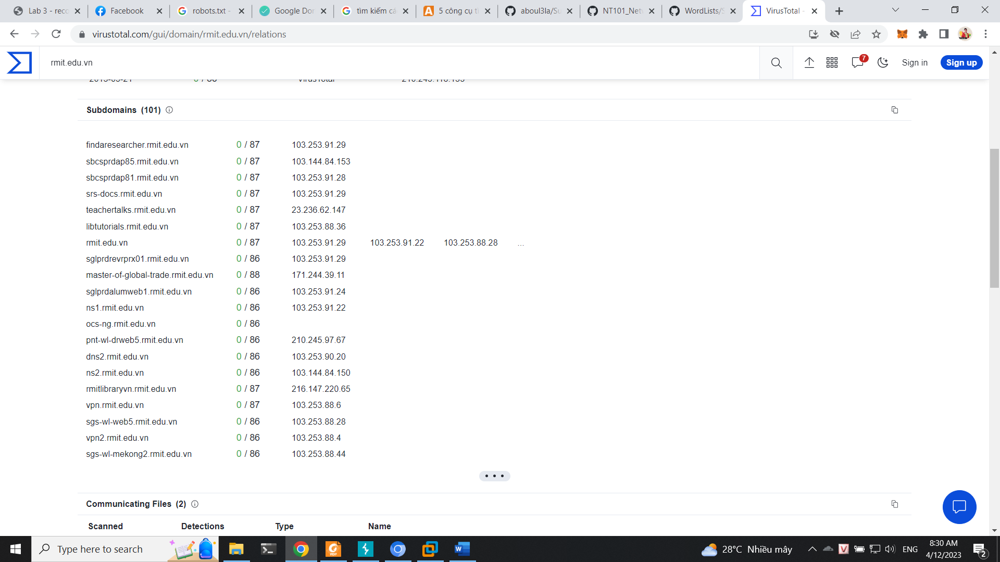 Lab 3 - reco
Facebook
robots.txt -
Google Dor
tìm kiếm cá
5 công cụ t
aboul3la/Su
NT101_Netw
WordLists/S
VirusTotal -
virustotal.com/gui/domain/rmit.edu.vn/relations
rmit.edu.vn
7
Sign in
Sign up
VirusTotal
Subdomains (101)
findaresearcher.rmit.edu.vn 0 / 87 103.253.91.29
sbcsprdap85.rmit.edu.vn 0 / 87 103.144.84.153
sbcsprdap81.rmit.edu.vn 0 / 87 103.253.91.28
srs-docs.rmit.edu.vn 0 / 87 103.253.91.29
teachertalks.rmit.edu.vn 0 / 87 23.236.62.147
libtutorials.rmit.edu.vn 0 / 87 103.253.88.36
rmit.edu.vn 0 / 87 103.253.91.29 103.253.91.22 103.253.88.28 ...
sglprdrevrprx01.rmit.edu.vn 0 / 86 103.253.91.29
master-of-global-trade.rmit.edu.vn 0 / 88 171.244.39.11
sglprdalumweb1.rmit.edu.vn 0 / 86 103.253.91.24
ns1.rmit.edu.vn 0 / 86 103.253.91.22
ocs-ng.rmit.edu.vn 0 / 86
pnt-wl-drweb5.rmit.edu.vn 0 / 86 210.245.97.67
dns2.rmit.edu.vn 0 / 86 103.253.90.20
ns2.rmit.edu.vn 0 / 86 103.144.84.150
rmitlibraryvn.rmit.edu.vn 0 / 87 216.147.220.65
vpn.rmit.edu.vn 0 / 87 103.253.88.6
sgs-wl-web5.rmit.edu.vn 0 / 86 103.253.88.28
vpn2.rmit.edu.vn 0 / 86 103.253.88.4
sgs-wl-mekong2.rmit.edu.vn 0 / 86 103.253.88.44
Communicating Files (2)
Scanned Detections Type Name
Type here to search
28°C Nhiều mây
ENG
8:30 AM
4/12/2023
2